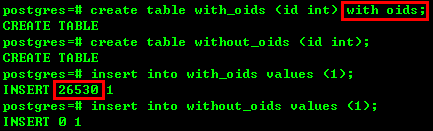 postgres=# create table with_oids (id int) with oids;
CREATE TABLE
postgres=# create table without_oids (id int);
CREATE TABLE
postgres=# insert into with_oids values (1);
INSERT 26530 1
postgres=# insert into without_oids values (1);
INSERT 0 1